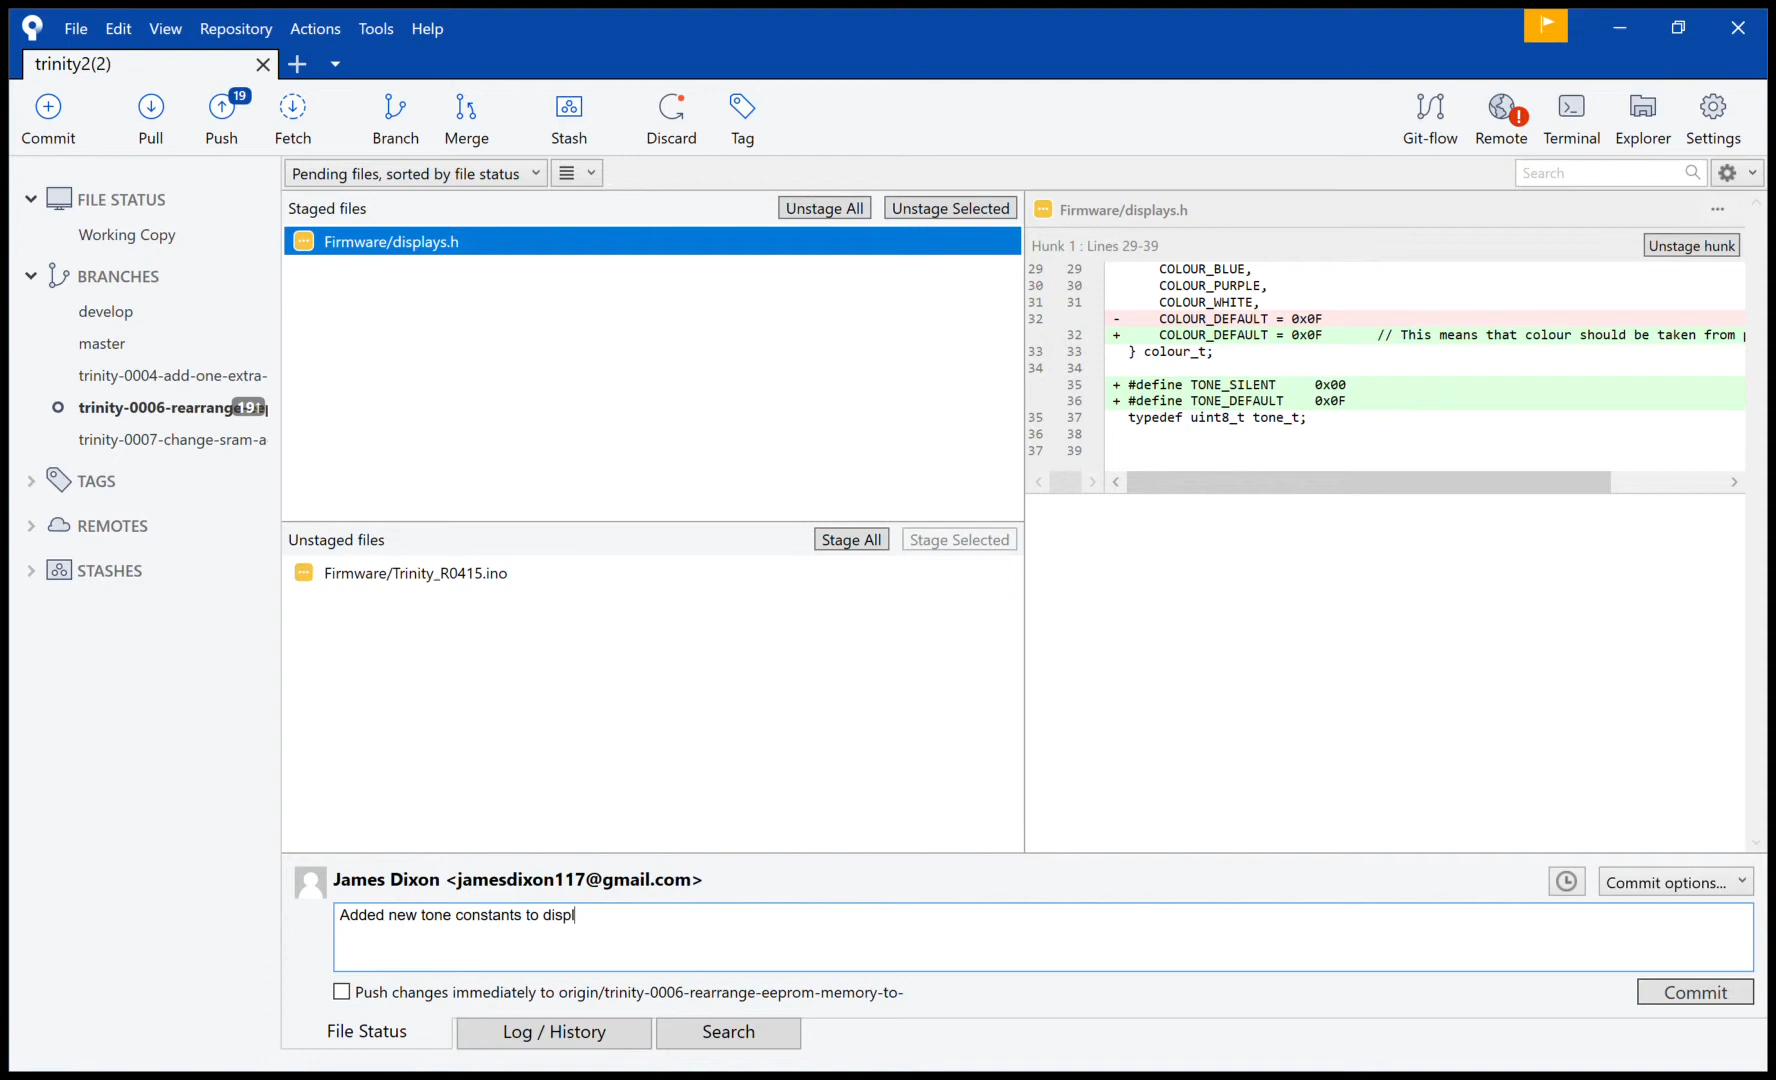 File Edit View Repository Actions Tools Help
trinity2(2)
19
Commit Pull Push Fetch Branch Merge Stash Discard Tag Git-flow Remote Terminal Explorer Settings
Pending files, sorted by file status
Search
FILE STATUS
Working Copy
BRANCHES
develop
master
trinity-0004-add-one-extra-
trinity-0006-rearrange
19↑
trinity-0007-change-sram-a
TAGS
REMOTES
STASHES
Staged files Unstage All Unstage Selected
Firmware/displays.h
Unstaged files Stage All Stage Selected
Firmware/Trinity_R0415.ino
Firmware/displays.h
Hunk 1 : Lines 29-39 Unstage hunk
29 29 COLOUR_BLUE,
30 30 COLOUR_PURPLE,
31 31 COLOUR_WHITE,
32 - COLOUR_DEFAULT = 0x0F
32 + COLOUR_DEFAULT = 0x0F // This means that colour should be taken from
33 33 } colour_t;
34 34
35 + #define TONE_SILENT 0x00
36 + #define TONE_DEFAULT 0x0F
35 37 typedef uint8_t tone_t;
36 38
37 39
James Dixon <jamesdixon117@gmail.com>
Commit options...
Added new tone constants to displ
Push changes immediately to origin/trinity-0006-rearrange-eeprom-memory-to-
Commit
File Status Log / History Search